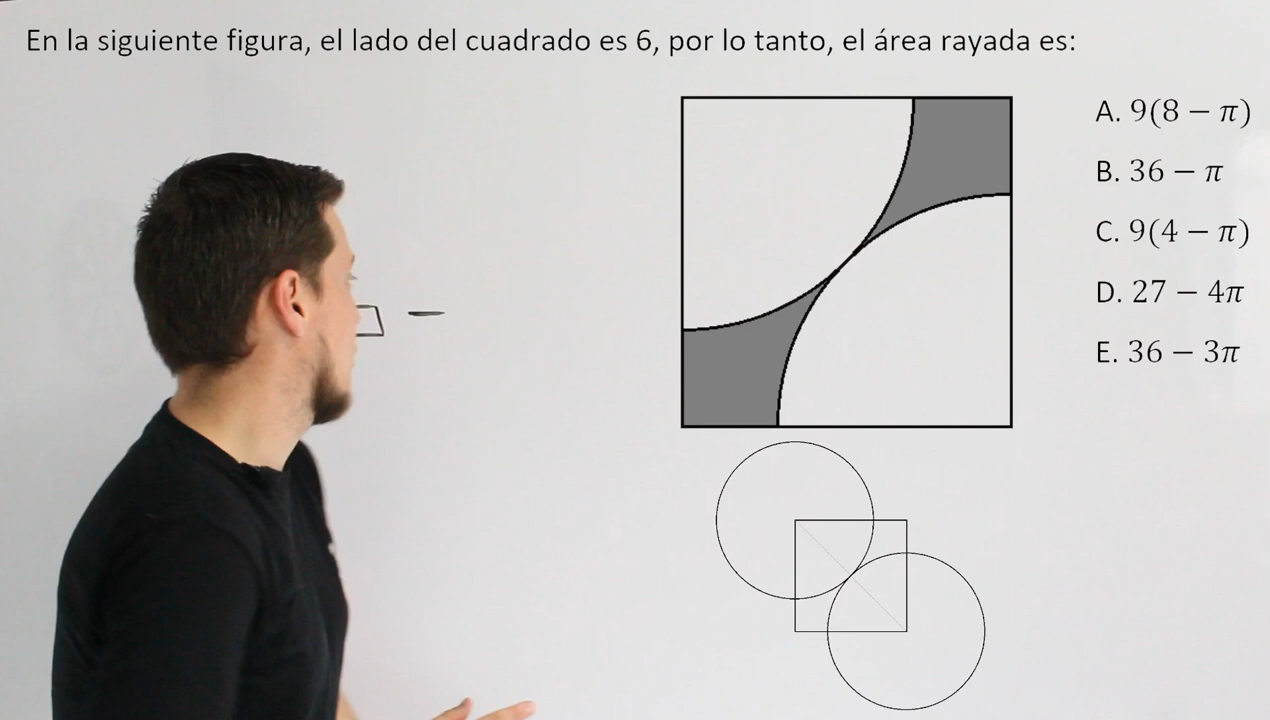 En la siguiente figura, el lado del cuadrado es 6, por lo tanto, el área rayada es:
A. 9(8 − π)
B. 36 − π
C. 9(4 − π)
D. 27 − 4π
E. 36 − 3π